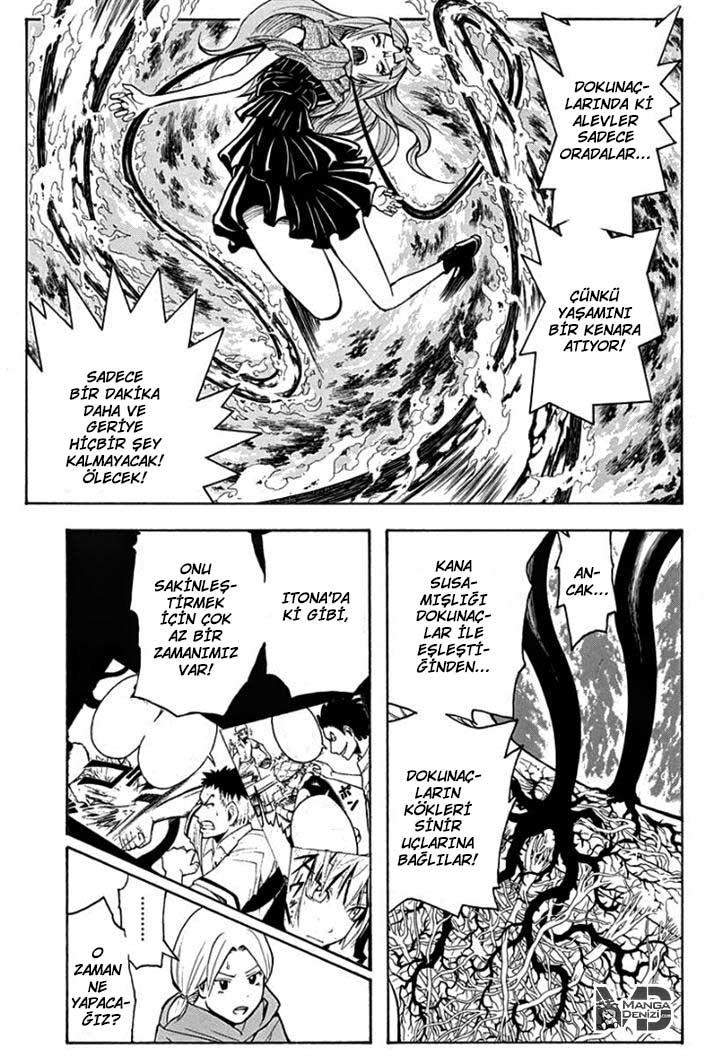 DOKUNAÇ-
LARINDA Kİ
ALEVLER
SADECE
ORADALAR...
ÇÜNKÜ
YAŞAMINI
BİR KENARA
ATIYOR!
SADECE
BİR DAKİKA
DAHA VE
GERİYE
HİÇBİR ŞEY
KALMAYACAK!
ÖLECEK!
AN-
CAK...
KANA
SUSA-
MIŞLIĞI
DOKUNAÇ-
LAR İLE
EŞLEŞTİ-
ĞİNDEN...
DOKUNAÇ-
LARIN
KÖKLERİ
SİNİR
UÇLARINA
BAĞLILAR!
ITONA'DA
Kİ GİBİ,
ONU
SAKİNLEŞ-
TİRMEK
İÇİN ÇOK
AZ BİR
ZAMANIMIZ
VAR!
.........
O
ZAMAN
NE
YAPACA-
ĞIZ?
MANGA
DENİZİ
.com